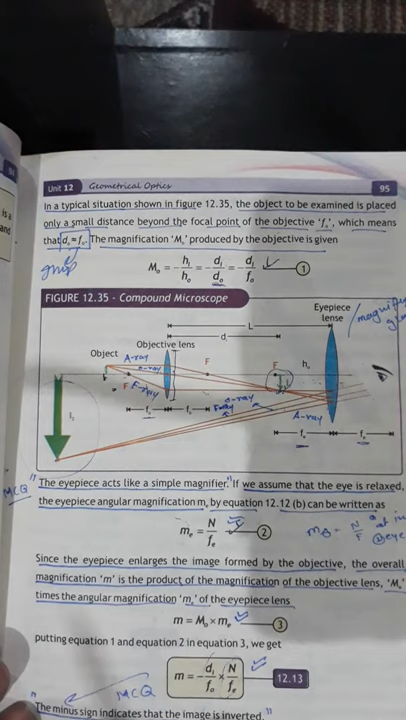 Unit 12 Geometrical Optics 95
In a typical situation shown in figure 12.35, the object to be examined is placed
only a small distance beyond the focal point of the objective 'fₒ', which means
that dₒ ≈ fₒ. The magnification 'Mₒ' produced by the objective is given
Mₒ = - hᵢ/hₒ = - dᵢ/dₒ = - dᵢ/fₒ ✓ 1
FIGURE 12.35 - Compound Microscope
Eyepiece
lense
L
dᵢ
Objective lens
Object
A-ray
F
F
hₒ
F
A-ray
fₒ
fₒ
fₑ
fₑ
I₂
MCQ
"The eyepiece acts like a simple magnifier." If we assume that the eye is relaxed,
the eyepiece angular magnification mₑ by equation 12.12 (b) can be written as
mₑ = N/fₑ 2
Since the eyepiece enlarges the image formed by the objective, the overall
magnification 'm' is the product of the magnification of the objective lens, 'Mₒ'
times the angular magnification 'mₑ' of the eyepiece lens
m = Mₒ × mₑ 3
putting equation 1 and equation 2 in equation 3, we get
m = - dᵢ/fₒ × N/fₑ 12.13
MCQ
"The minus sign indicates that the image is inverted."